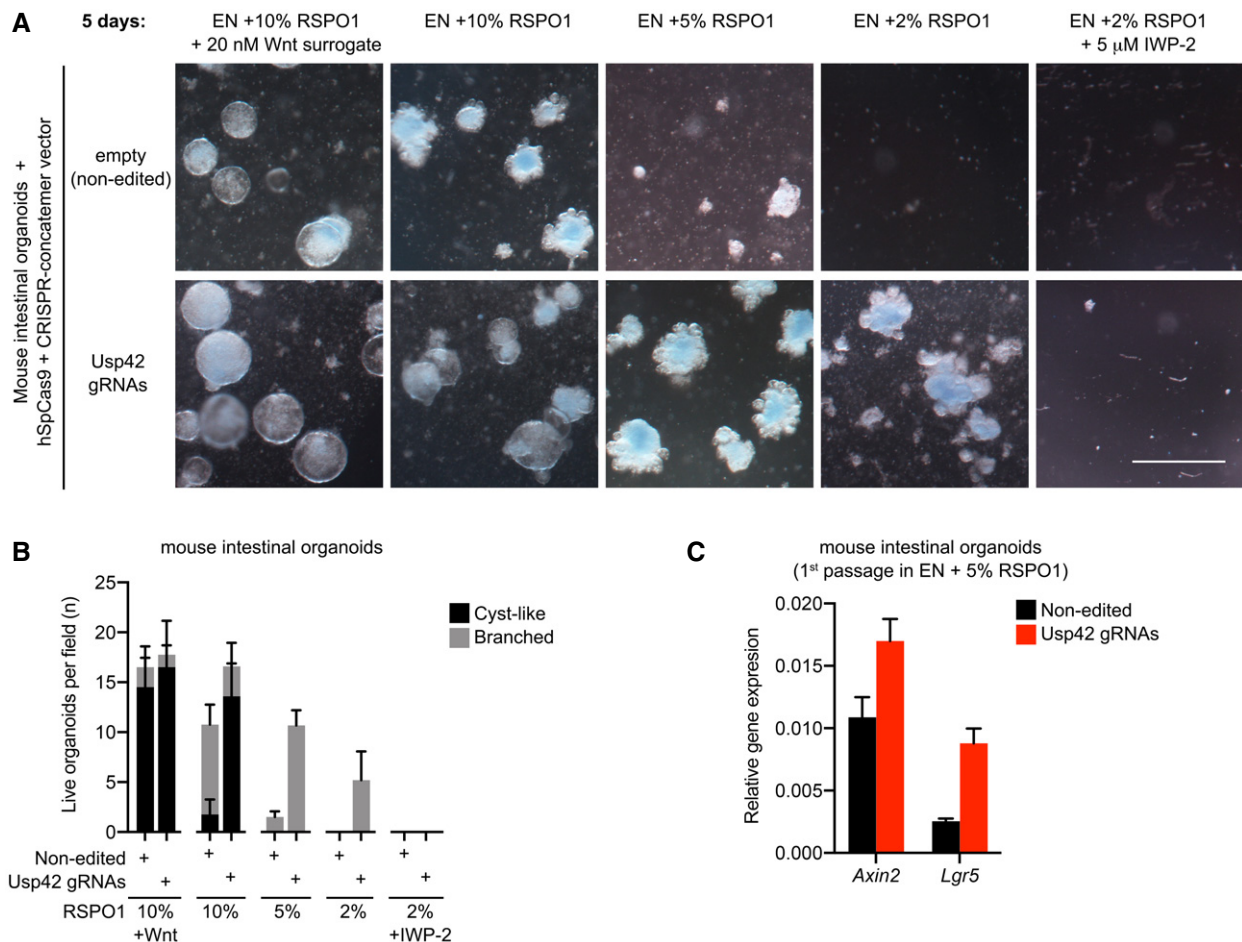 A
5 days:
EN +10% RSPO1
+ 20 nM Wnt surrogate
EN +10% RSPO1
EN +5% RSPO1
EN +2% RSPO1
EN +2% RSPO1
+ 5 μM IWP-2
Mouse intestinal organoids +
hSpCas9 + CRISPR-concatemer vector
empty
(non-edited)
Usp42
gRNAs
B
mouse intestinal organoids
Live organoids per field (n)
25
20
15
10
5
0
Cyst-like
Branched
Non-edited + + + + +
Usp42 gRNAs + + + + +
RSPO1 10% 10% 5% 2% 2%
+Wnt +IWP-2
C
mouse intestinal organoids
(1st passage in EN + 5% RSPO1)
Relative gene expresion
0.020
0.015
0.010
0.005
0.000
Non-edited
Usp42 gRNAs
Axin2 Lgr5